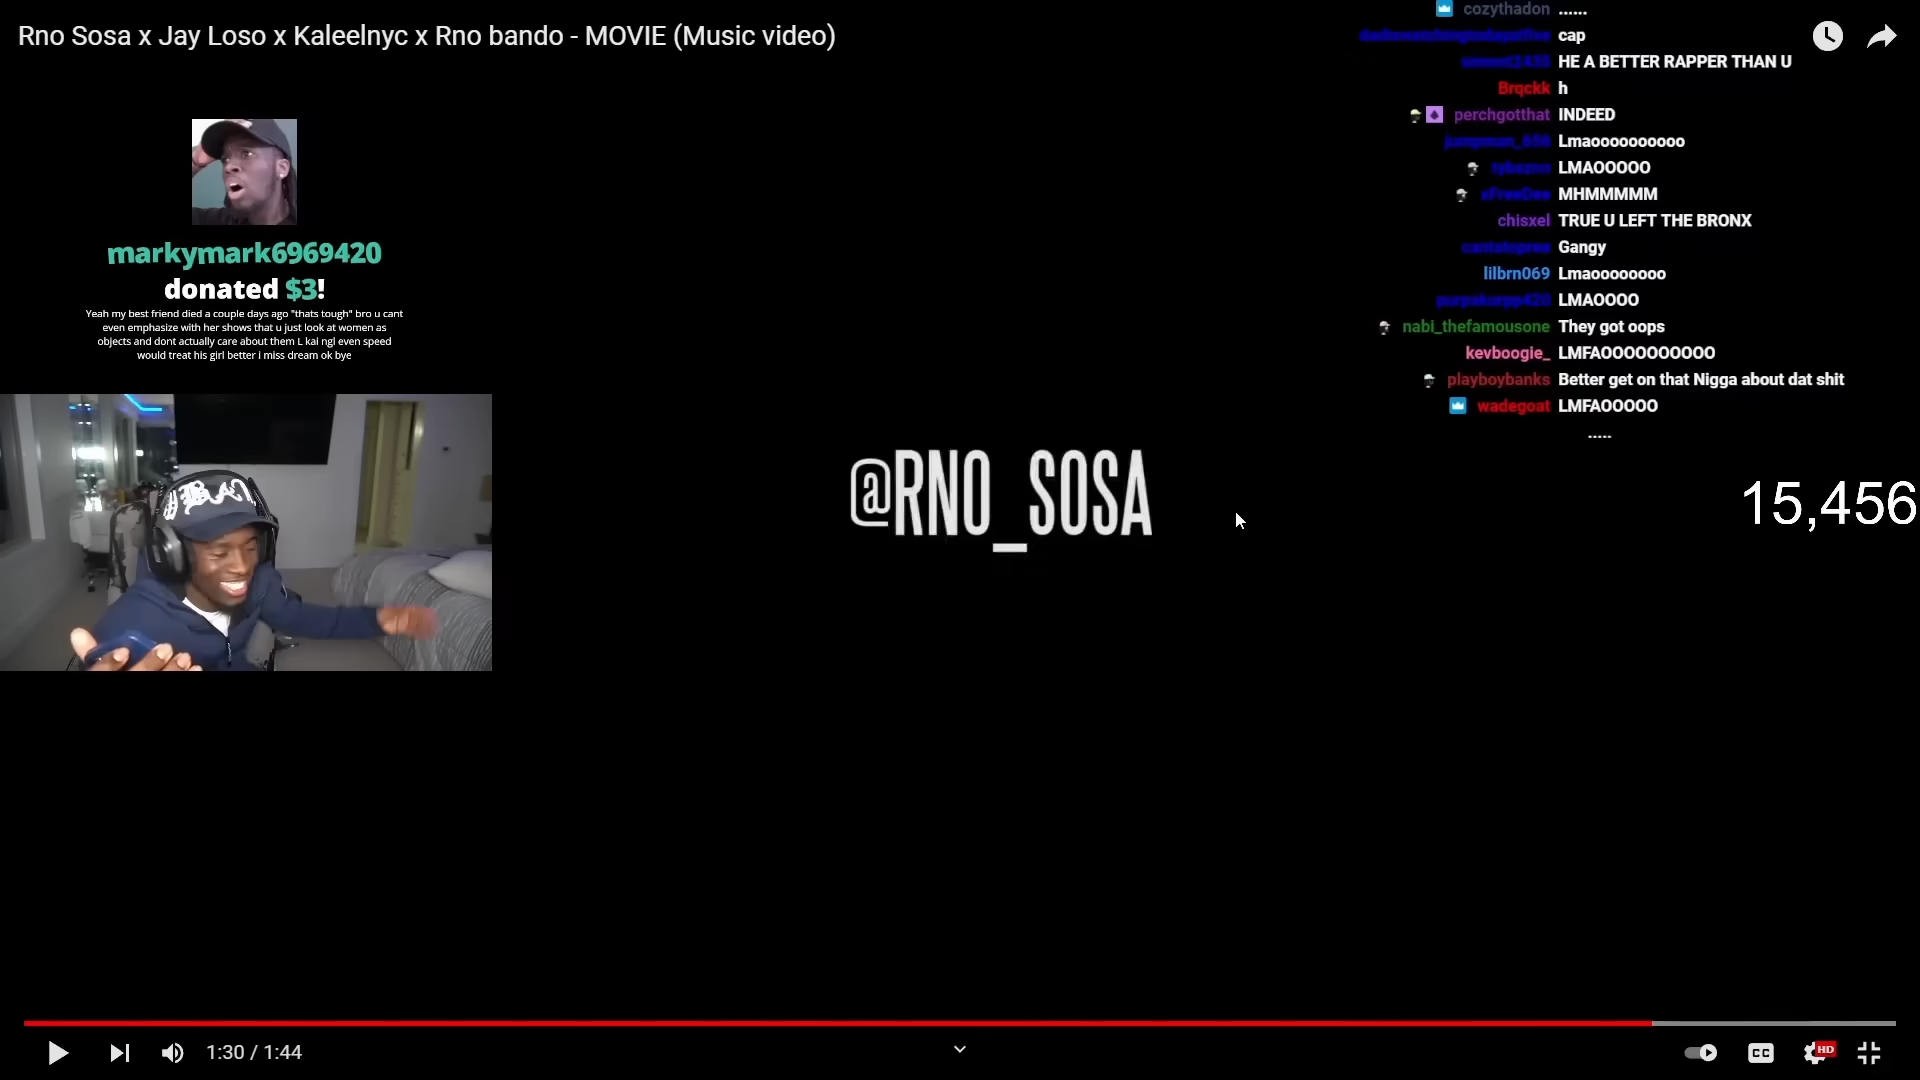 Rno Sosa x Jay Loso x Kaleelnyc x Rno bando - MOVIE (Music video)
cozythadon ......
cap
HE A BETTER RAPPER THAN U
Brqckk h
perchgotthat INDEED
Lmaoooooooooo
LMAOOOOO
xFreeDee MHMMMMM
chisxel TRUE U LEFT THE BRONX
Gangy
lilbrn069 Lmaoooooooo
LMAOOOO
nabi_thefamousone They got oops
kevboogie_ LMFAOOOOOOOOOO
playboybanks Better get on that Nigga about dat shit
wadegoat LMFAOOOOO
.....
markymark6969420
donated $3!
Yeah my best friend died a couple days ago "thats tough" bro u cant
even emphasize with her shows that u just look at women as
objects and dont actually care about them L kai ngl even speed
would treat his girl better i miss dream ok bye
#BAN
@RNO_SOSA
15,456
1:30 / 1:44
CC
HD